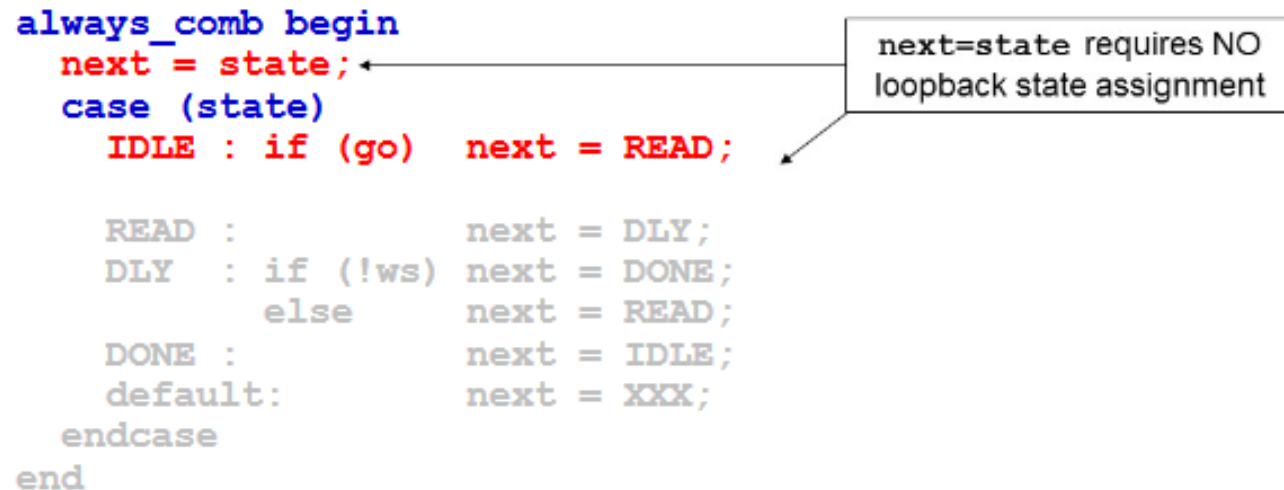 always_comb begin
next = state;
next=state requires NO
loopback state assignment
case (state)
IDLE : if (go) next = READ;
READ : next = DLY;
DLY : if (!ws) next = DONE;
else next = READ;
DONE : next = IDLE;
default: next = XXX;
endcase
end